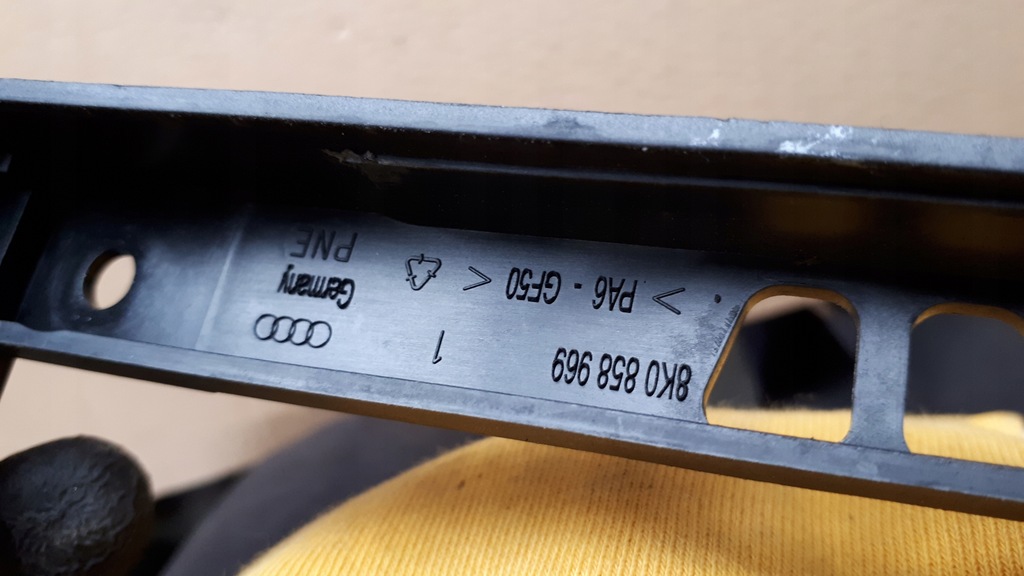 8K0 858 969 1
> PA6 - GF50 <
Germany
PNE